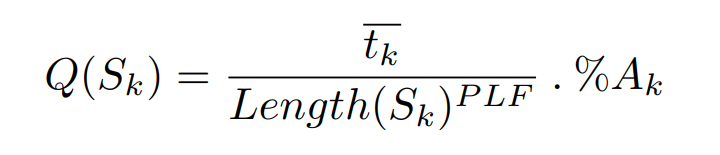 $Q(S_k) = \frac{\overline{t_k}}{Length(S_k)^{PLF}} . \%A_k$